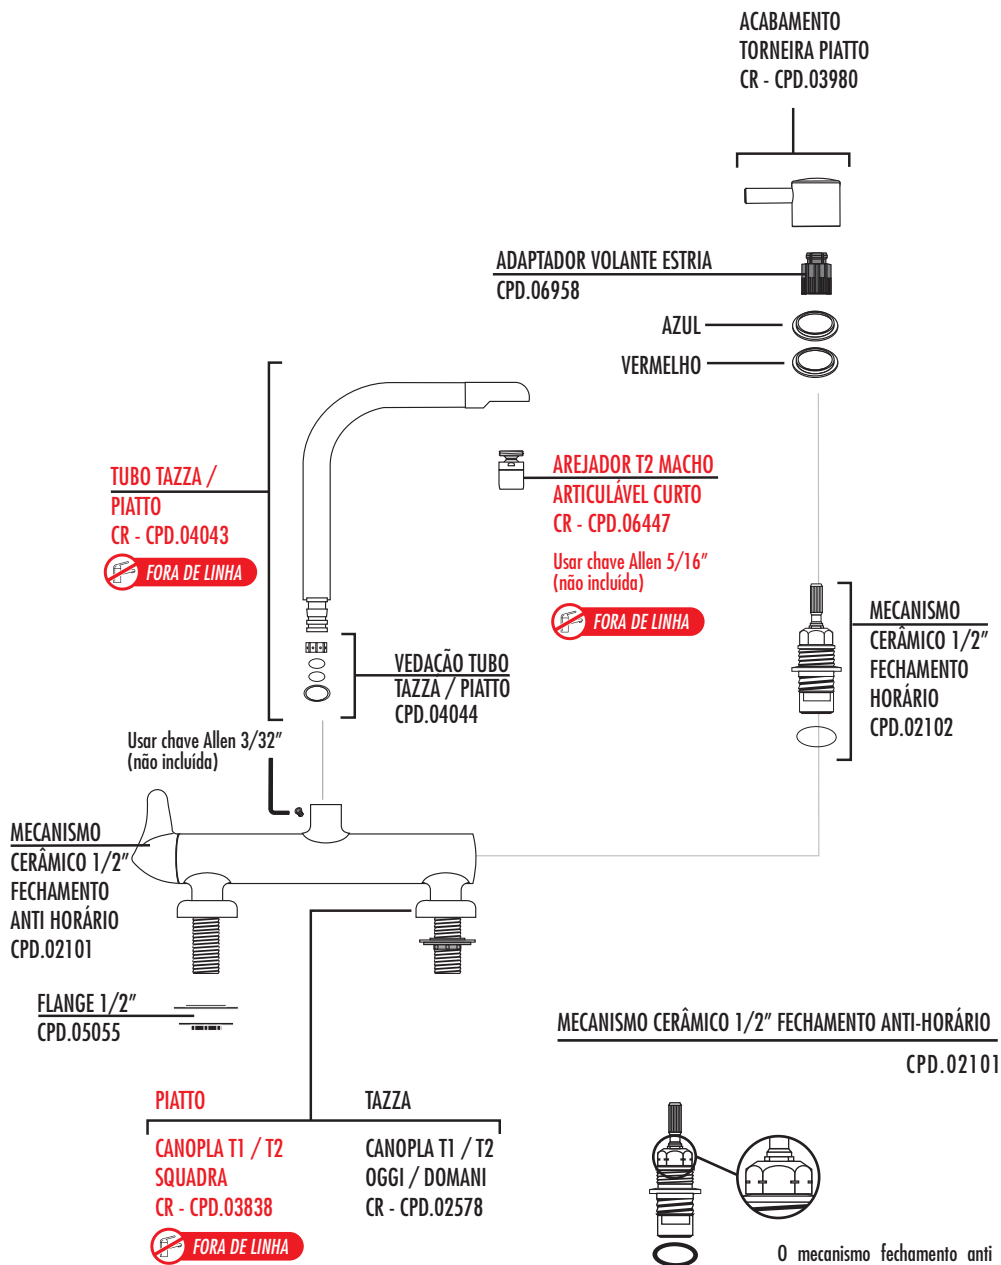 ACABAMENTO
TORNEIRA PIATTO
CR - CPD.03980
ADAPTADOR VOLANTE ESTRIA
CPD.06958
AZUL
VERMELHO
TUBO TAZZA /
PIATTO
CR - CPD.04043
FORA DE LINHA
AREJADOR T2 MACHO
ARTICULÁVEL CURTO
CR - CPD.06447
Usar chave Allen 5/16"
(não incluída)
FORA DE LINHA
MECANISMO
CERÂMICO 1/2"
FECHAMENTO
HORÁRIO
CPD.02102
VEDAÇÃO TUBO
TAZZA / PIATTO
CPD.04044
Usar chave Allen 3/32"
(não incluída)
MECANISMO
CERÂMICO 1/2"
FECHAMENTO
ANTI HORÁRIO
CPD.02101
FLANGE 1/2"
CPD.05055
PIATTO
CANOPLA T1 / T2
SQUADRA
CR - CPD.03838
FORA DE LINHA
TAZZA
CANOPLA T1 / T2
OGGI / DOMANI
CR - CPD.02578
MECANISMO CERÂMICO 1/2" FECHAMENTO ANTI-HORÁRIO
CPD.02101
O mecanismo fechamento anti